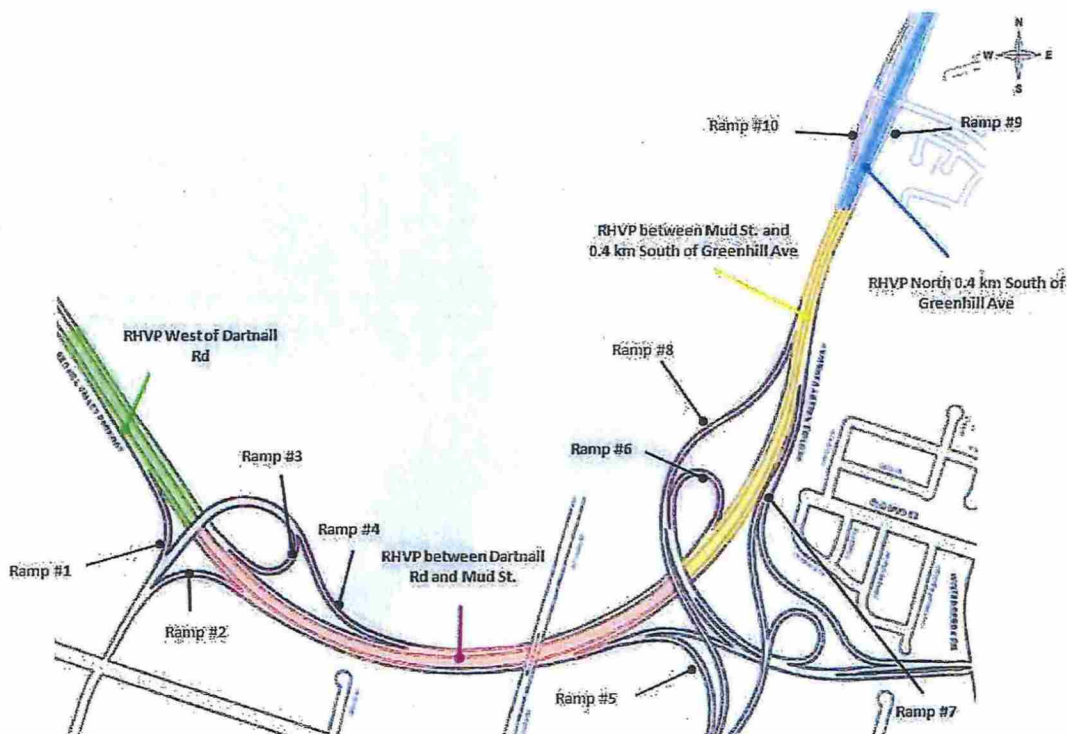 N
W E
S
Ramp #10
Ramp #9
RHVP between Mud St. and
0.4 km South of Greenhill Ave
RHVP North 0.4 km South of
Greenhill Ave
RHVP West of Dartnall
Rd
Ramp #8
Ramp #3
Ramp #6
Ramp #4
RHVP between Dartnall
Rd and Mud St.
Ramp #1
Ramp #2
Ramp #5
Ramp #7